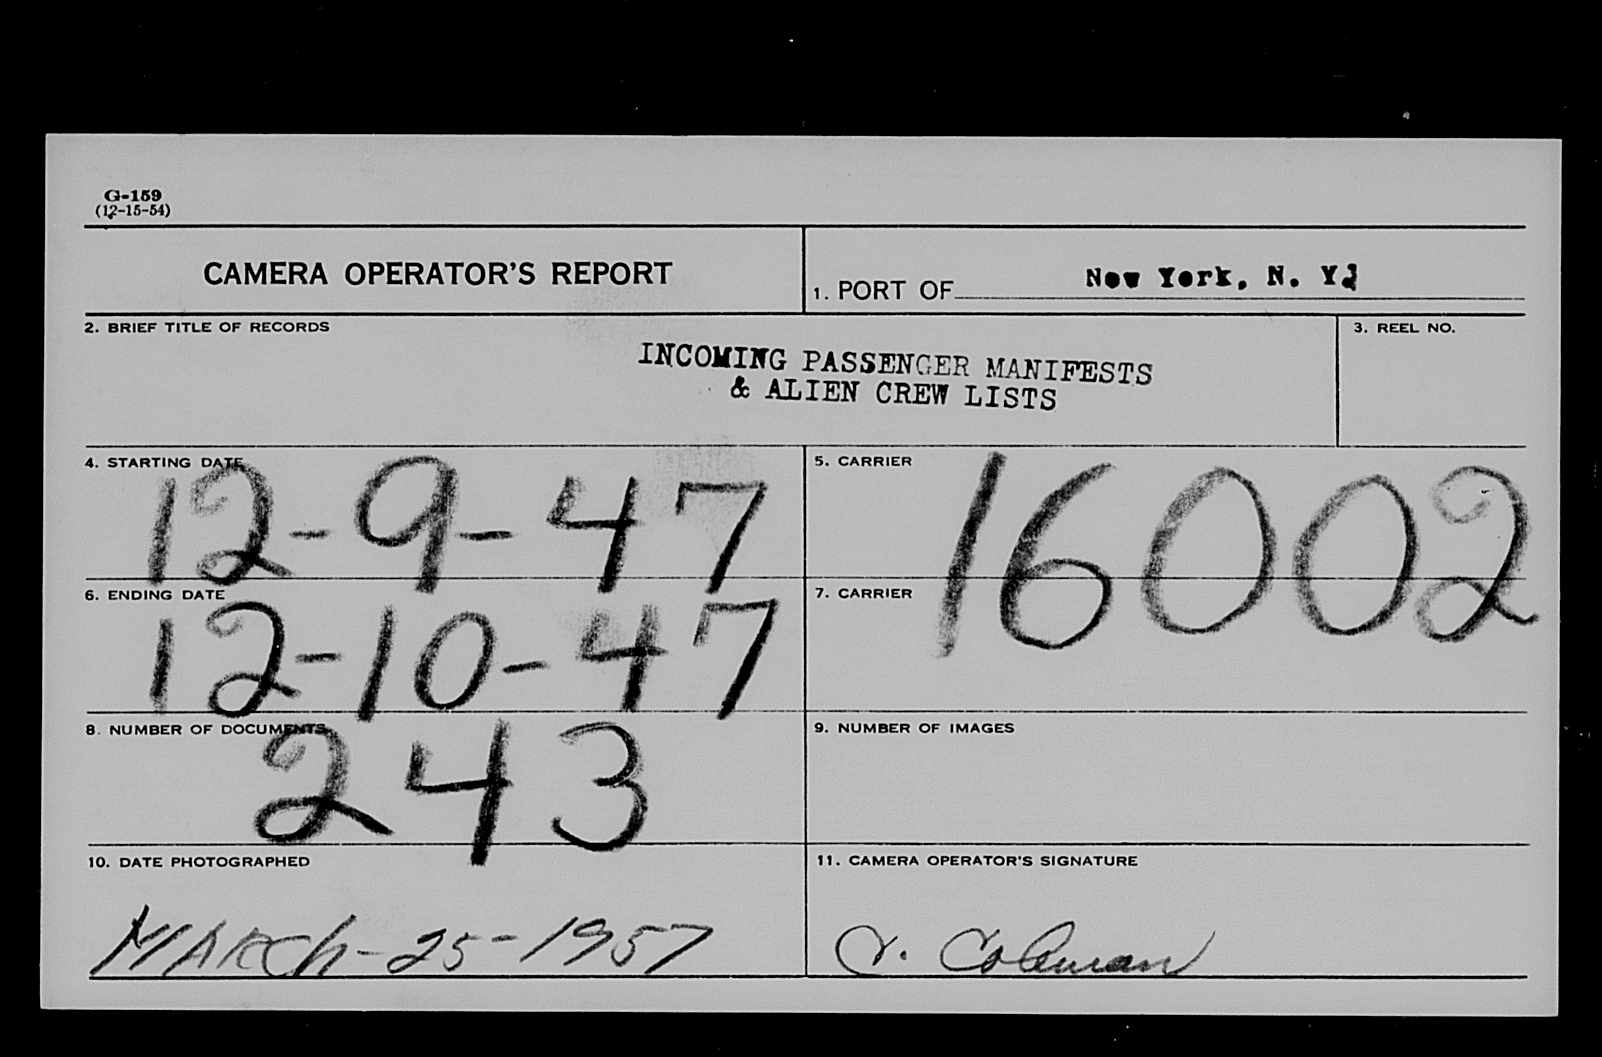 G-159
(12-15-54)
CAMERA OPERATOR'S REPORT
1. PORT OF New York, N. Y.
2. BRIEF TITLE OF RECORDS
3. REEL NO.
INCOMING PASSENGER MANIFESTS
& ALIEN CREW LISTS
4. STARTING DATE
12-9-47
5. CARRIER
16002
6. ENDING DATE
12-10-47
7. CARRIER
8. NUMBER OF DOCUMENTS
243
9. NUMBER OF IMAGES
10. DATE PHOTOGRAPHED
MARCh-25-1957
11. CAMERA OPERATOR'S SIGNATURE
Coleman